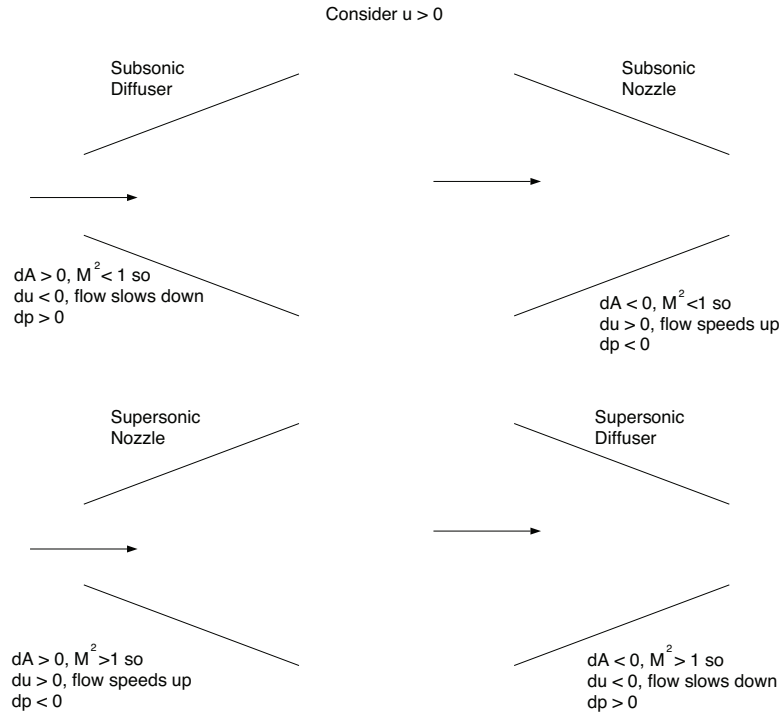 Consider u > 0
Subsonic
Diffuser
Subsonic
Nozzle
dA > 0, M² < 1 so
du < 0, flow slows down
dp > 0
dA < 0, M² <1 so
du > 0, flow speeds up
dp < 0
Supersonic
Nozzle
Supersonic
Diffuser
dA > 0, M² >1 so
du > 0, flow speeds up
dp < 0
dA < 0, M² > 1 so
du < 0, flow slows down
dp > 0